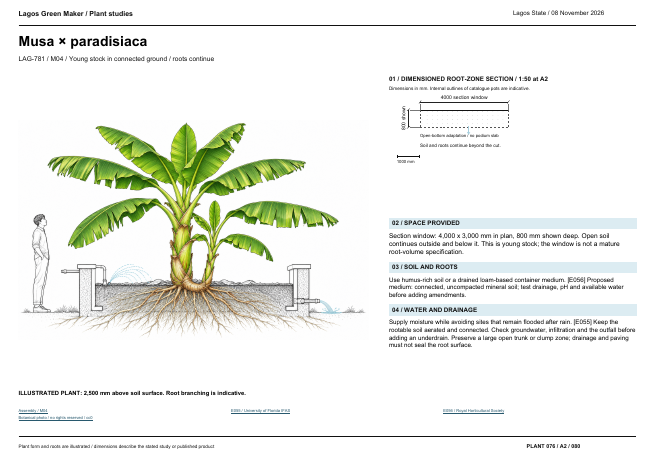 Lagos Green Maker / Plant studies
Lagos State / 08 November 2026
Musa × paradisiaca
LAG-781 / M04 / Young stock in connected ground / roots continue
01 / DIMENSIONED ROOT-ZONE SECTION / 1:50 at A2
Dimensions in mm. Internal outlines of catalogue pots are indicative.
4000 section window
800 shown
Open-bottom adaptation / no podium slab
Soil and roots continue beyond the cut.
1000 mm
02 / SPACE PROVIDED
Section window: 4,000 x 3,000 mm in plan, 800 mm shown deep. Open soil
continues outside and below it. This is young stock; the window is not a mature
root-volume specification.
03 / SOIL AND ROOTS
Use humus-rich soil or a drained loam-based container medium. [E056] Proposed
medium: connected, uncompacted mineral soil; test drainage, pH and available water
before adding amendments.
04 / WATER AND DRAINAGE
Supply moisture while avoiding sites that remain flooded after rain. [E055] Keep the
rootable soil aerated and connected. Check groundwater, infiltration and the outfall before
adding an underdrain. Preserve a large open trunk or clump zone; drainage and paving
must not seal the root surface.
ILLUSTRATED PLANT: 2,500 mm above soil surface. Root branching is indicative.
Assembly / M04
E055 / University of Florida IFAS
E056 / Royal Horticultural Society
Botanical photo / no rights reserved / cc0
Plant form and roots are illustrated / dimensions describe the stated study or published product
PLANT 076 / A2 / 080